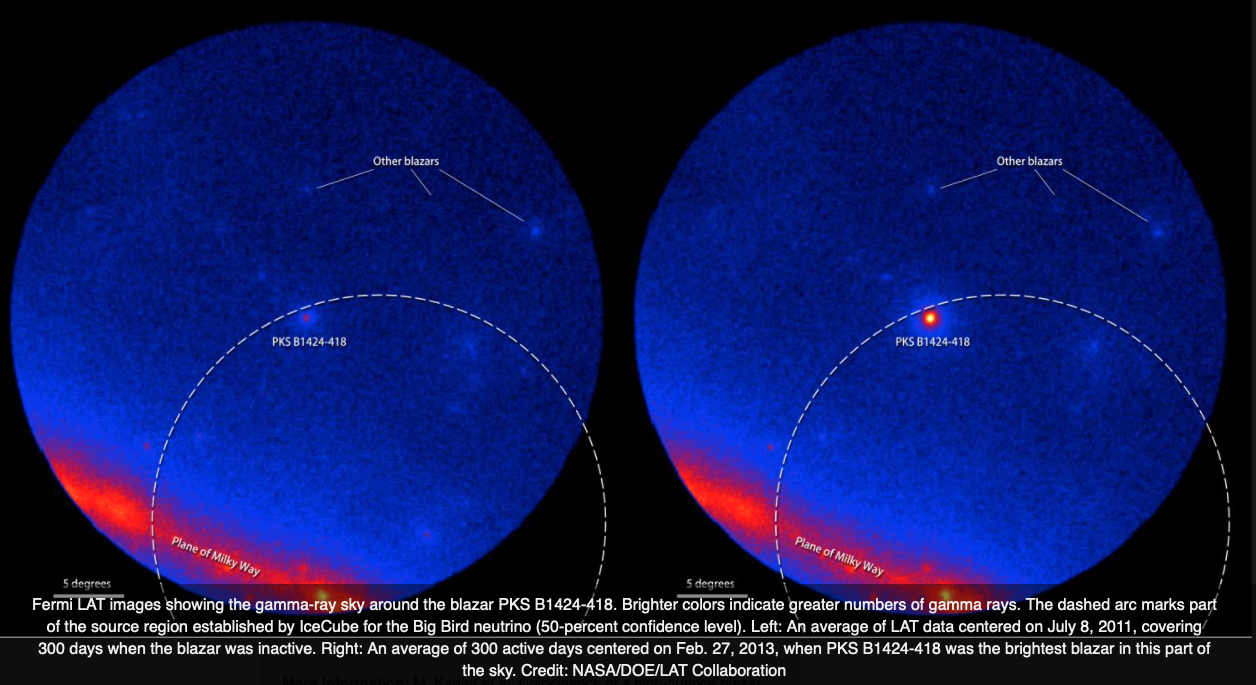 Other blazars
Other blazars
PKS B1424-418
PKS B1424-418
Plane of Milky Way
Plane of Milky Way
5 degrees
5 degrees
Fermi LAT images showing the gamma-ray sky around the blazar PKS B1424-418. Brighter colors indicate greater numbers of gamma rays. The dashed arc marks part
of the source region established by IceCube for the Big Bird neutrino (50-percent confidence level). Left: An average of LAT data centered on July 8, 2011, covering
300 days when the blazar was inactive. Right: An average of 300 active days centered on Feb. 27, 2013, when PKS B1424-418 was the brightest blazar in this part of
the sky. Credit: NASA/DOE/LAT Collaboration
More information: M.